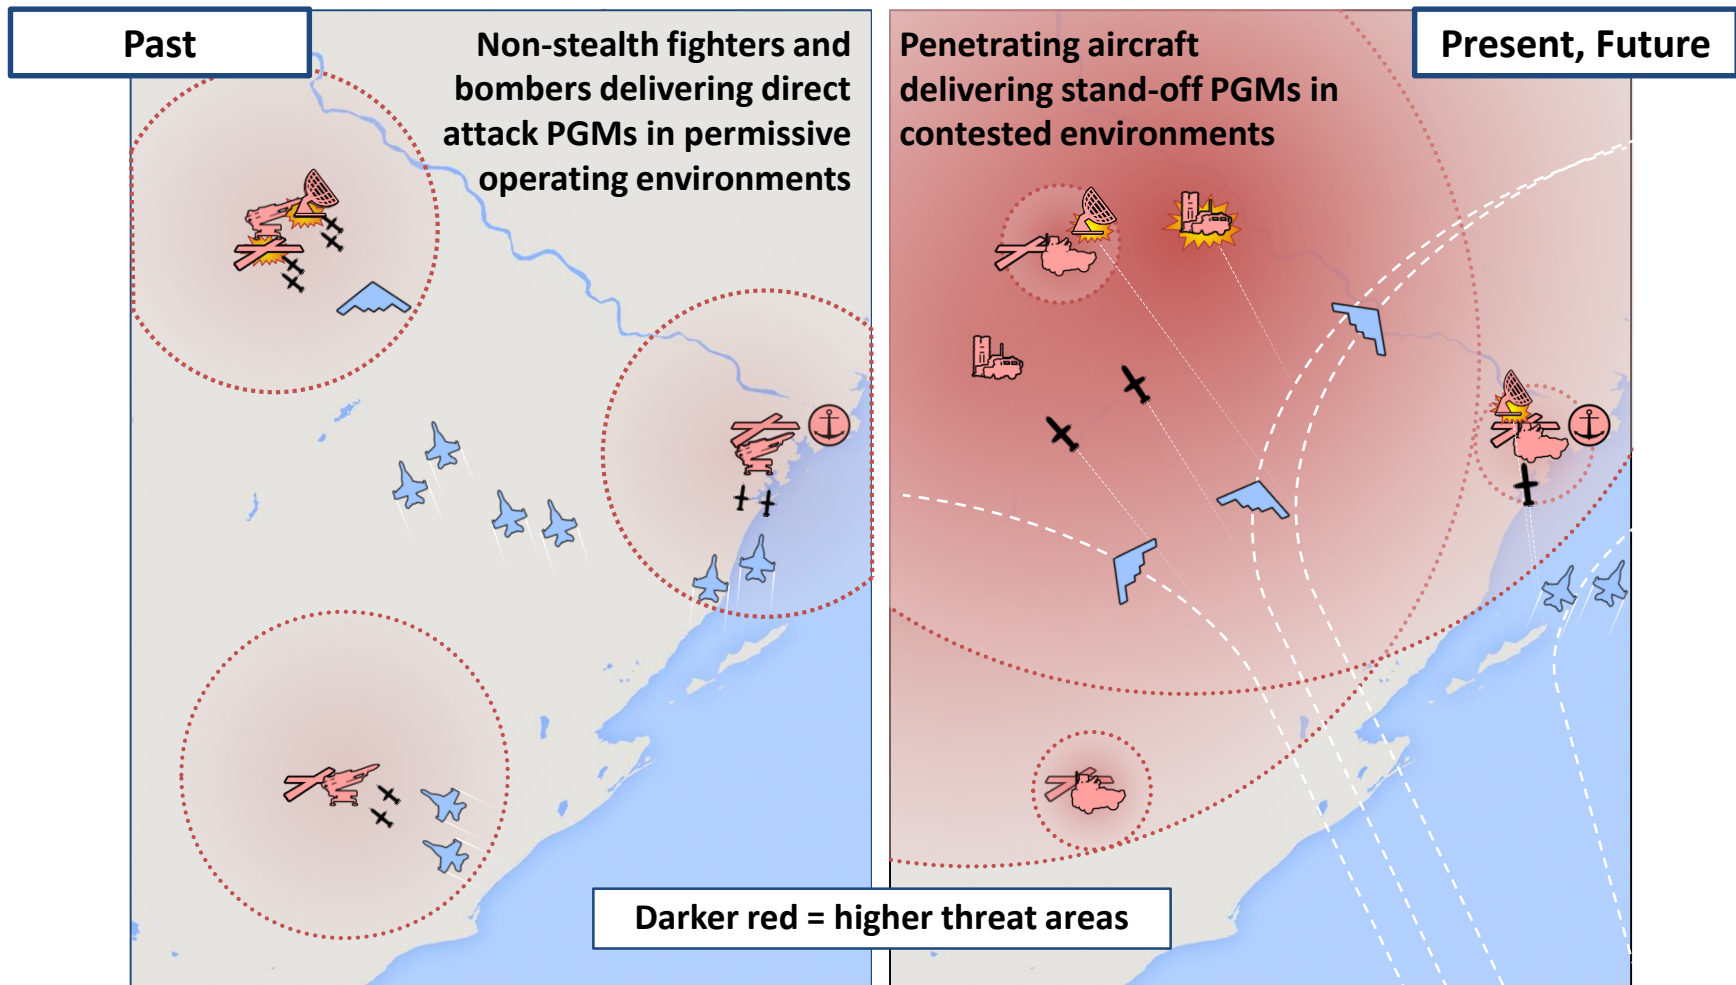 Past
Non-stealth fighters and
bombers delivering direct
attack PGMs in permissive
operating environments
Present, Future
Penetrating aircraft
delivering stand-off PGMs in
contested environments
Darker red = higher threat areas